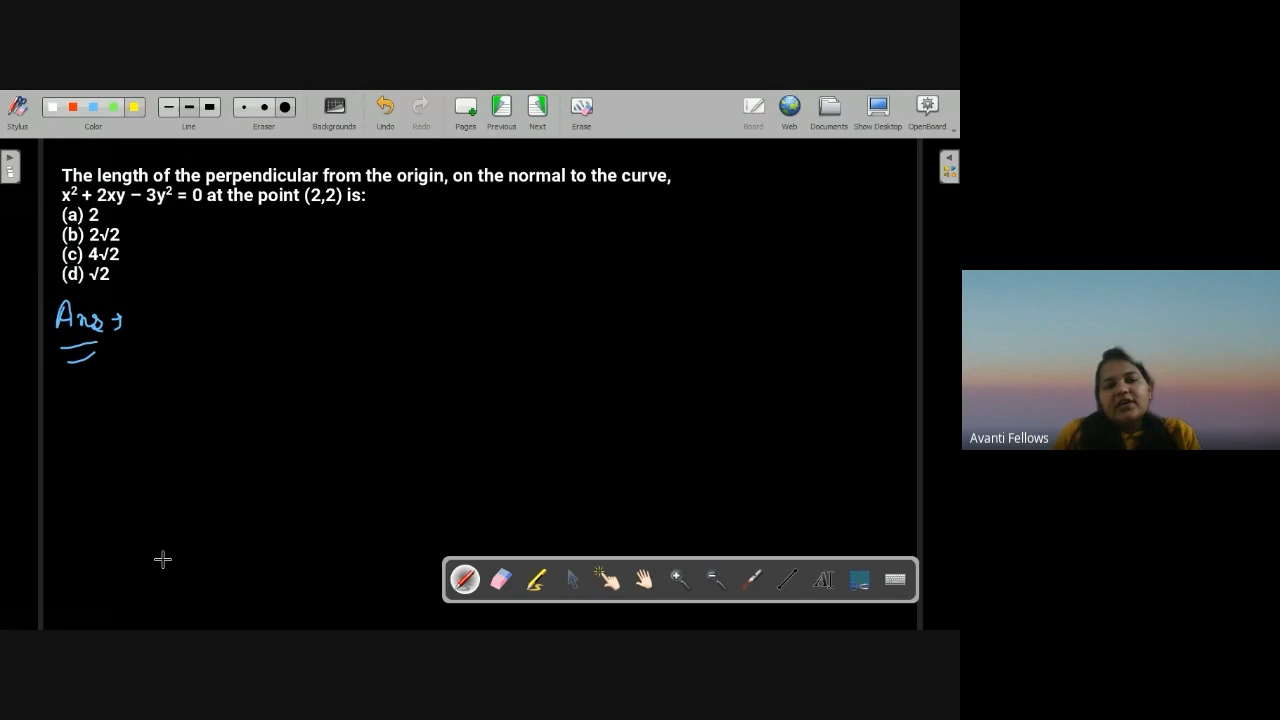 Stylus
Color
Line
Eraser
Backgrounds
Undo
Redo
Pages
Previous
Next
Erase
Board
Web
Documents
Show Desktop
OpenBoard
The length of the perpendicular from the origin, on the normal to the curve,
x² + 2xy – 3y² = 0 at the point (2,2) is:
(a) 2
(b) 2√2
(c) 4√2
(d) √2
Ans →
AI
Avanti Fellows